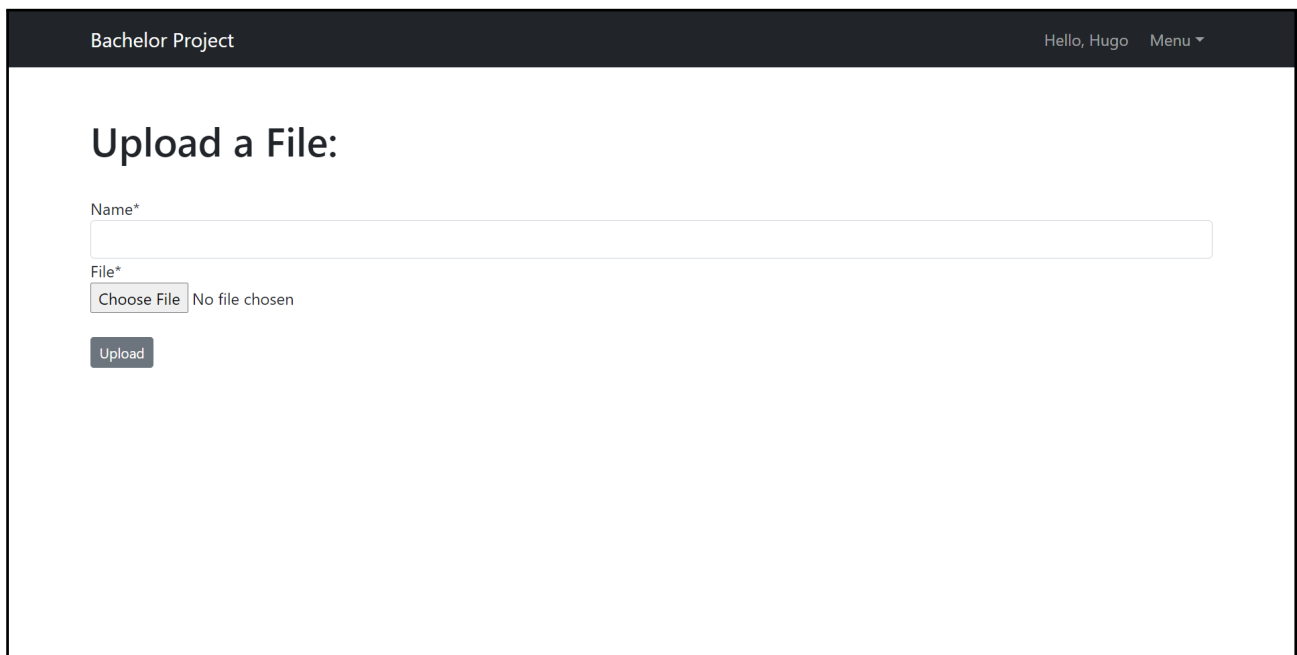 Bachelor Project Hello, Hugo Menu
Upload a File:
Name*
File*
Choose File No file chosen
Upload